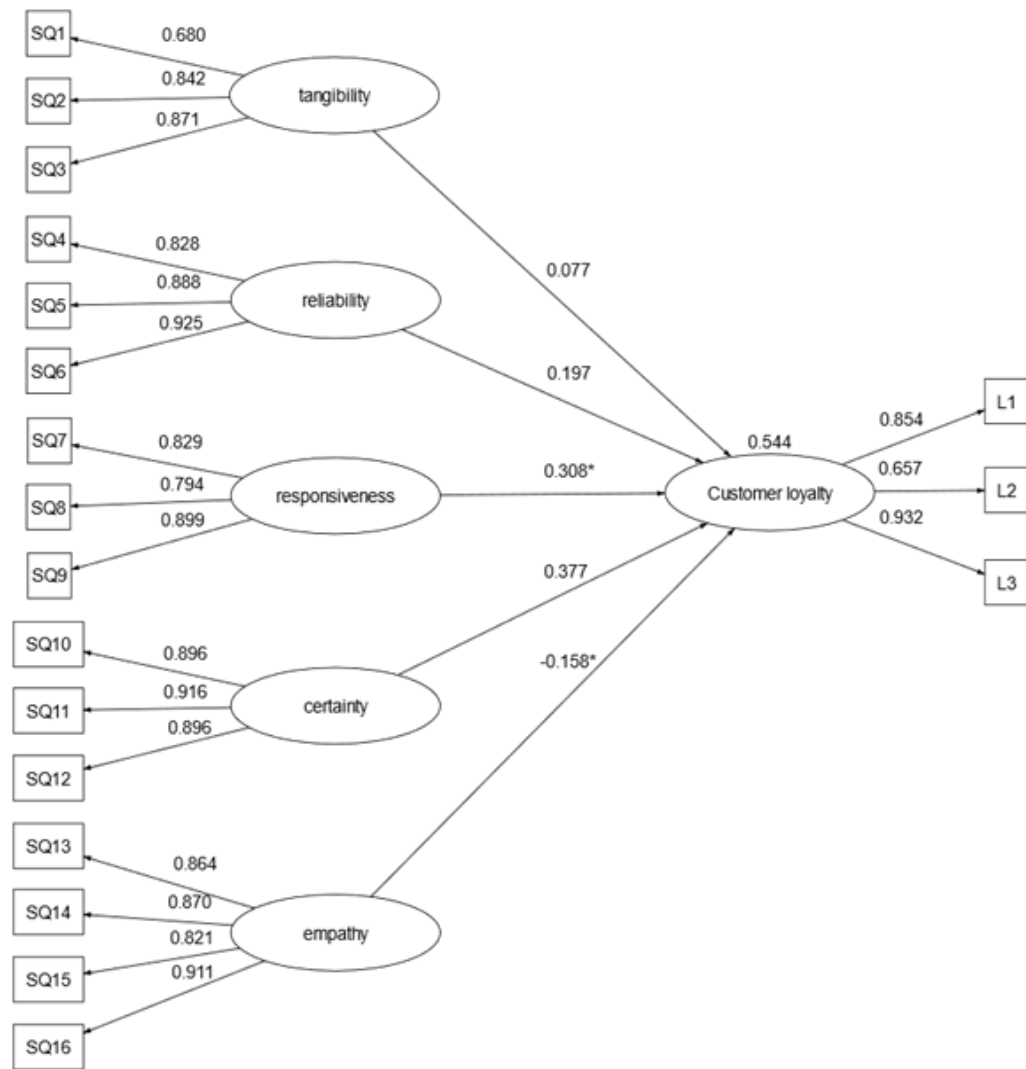 SQ1
0.680
SQ2
0.842
tangibility
SQ3
0.871
SQ4
0.828
SQ5
0.888
reliability
SQ6
0.925
SQ7
0.829
SQ8
0.794
responsiveness
SQ9
0.899
SQ10
0.896
SQ11
0.916
certainty
SQ12
0.896
SQ13
0.864
SQ14
0.870
empathy
SQ15
0.821
SQ16
0.911
0.077
0.197
0.308*
0.377
-0.158*
0.544
Customer loyalty
0.854
L1
0.657
L2
0.932
L3